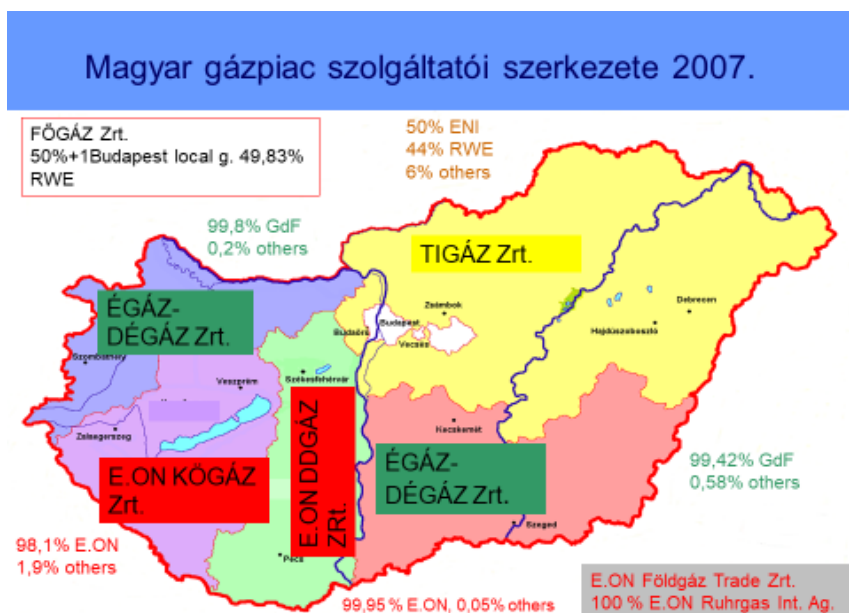 Magyar gázpiac szolgáltatói szerkezete 2007.
FŐGÁZ Zrt.
50%+1Budapest local g. 49,83%
RWE
50% ENI
44% RWE
6% others
99,8% GdF
0,2% others
TIGÁZ Zrt.
ÉGÁZ-
DÉGÁZ Zrt.
Zsámbok
Budapest
Budaörs
Vecsés
Debrecen
Hajdúszoboszló
Szombathely
Veszprém
Székesfehérvár
Zalaegerszeg
Kecskemét
E.ON KÖGÁZ
Zrt.
E.ON DDGÁZ
ZRt.
ÉGÁZ-
DÉGÁZ Zrt.
99,42% GdF
0,58% others
Szeged
Pécs
98,1% E.ON
1,9% others
99,95% E.ON, 0,05% others
E.ON Földgáz Trade Zrt.
100 % E.ON Ruhrgas Int. Ag.